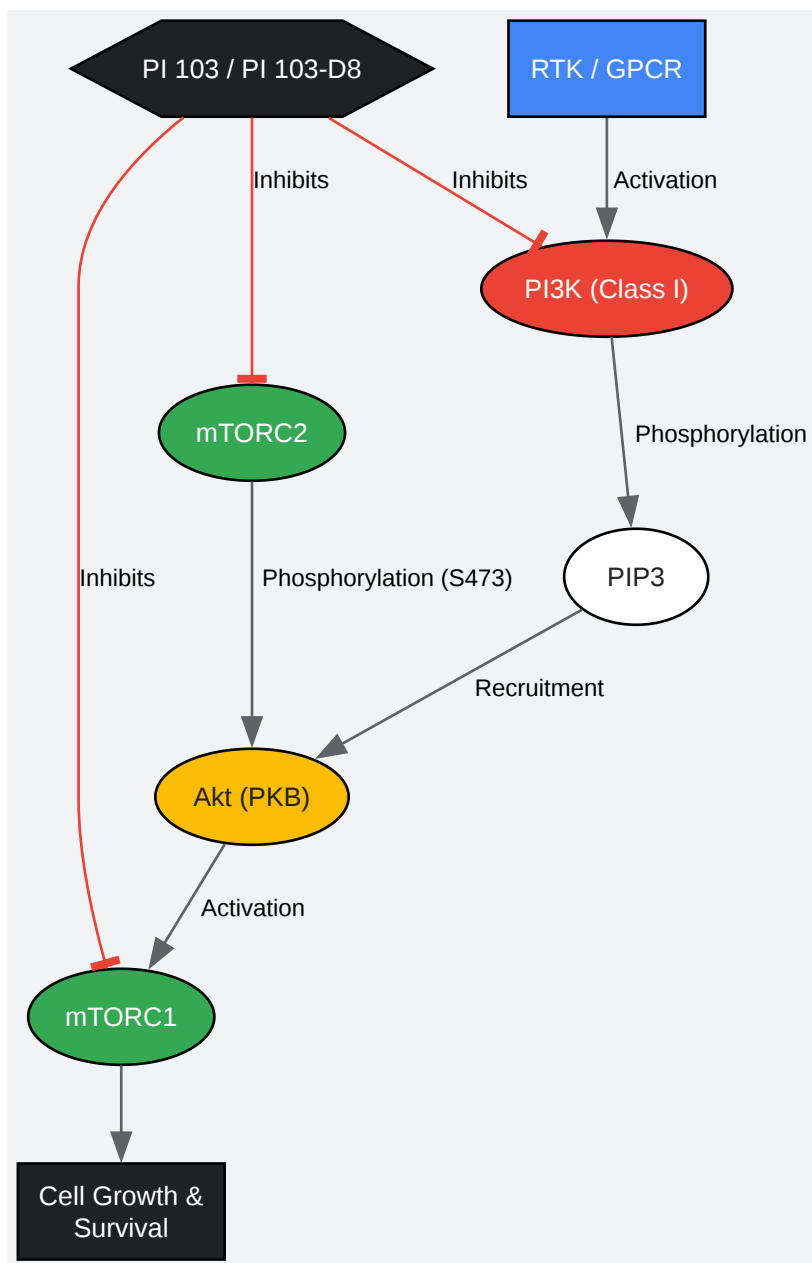 PI 103 / PI 103-D8
RTK / GPCR
Inhibits
Inhibits
Activation
PI3K (Class I)
mTORC2
Phosphorylation
Inhibits
Phosphorylation (S473)
PIP3
Recruitment
Akt (PKB)
Activation
mTORC1
Cell Growth &
Survival